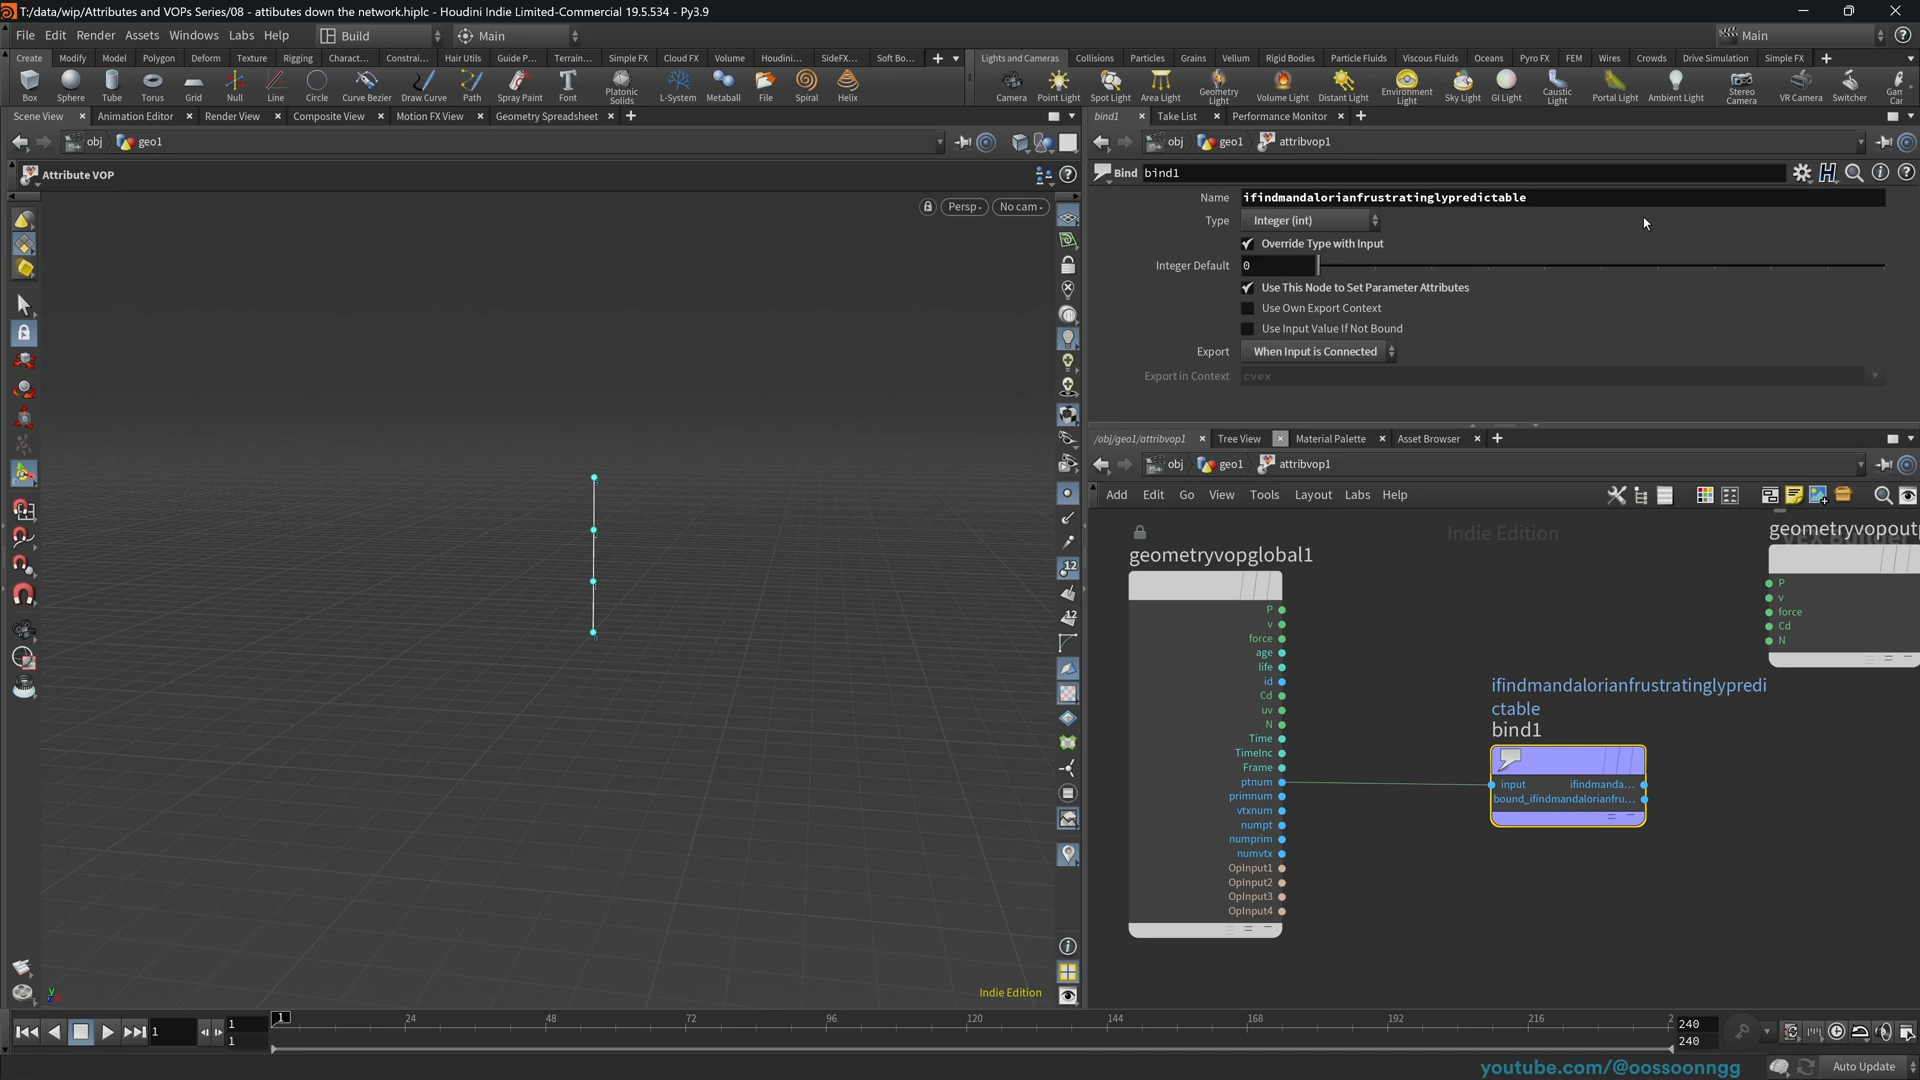 T:/data/wip/Attributes and VOPs Series/08 - attibutes down the network.hiplc - Houdini Indie Limited-Commercial 19.5.534 - Py3.9
File Edit Render Assets Windows Labs Help Build Main Main
Create Modify Model Polygon Deform Texture Rigging Charact... Constrai... Hair Utils Guide P... Terrain... Simple FX Cloud FX Volume Houdini... SideFX... Soft Bo... Lights and Cameras Collisions Particles Grains Vellum Rigid Bodies Particle Fluids Viscous Fluids Oceans Pyro FX FEM Wires Crowds Drive Simulation Simple FX
Box Sphere Tube Torus Grid Null Line Circle Curve Bezier Draw Curve Path Spray Paint Font Platonic Solids L-System Metaball File Spiral Helix Camera Point Light Spot Light Area Light Geometry Light Volume Light Distant Light Environment Light Sky Light GI Light Caustic Light Portal Light Ambient Light Stereo Camera VR Camera Switcher
Scene View Animation Editor Render View Composite View Motion FX View Geometry Spreadsheet bind1 Take List Performance Monitor
obj geo1 obj geo1 attribvop1
Attribute VOP Bind bind1
Persp No cam
Name ifindmandalorianfrustratinglypredictable
Type Integer (int)
Override Type with Input
Integer Default 0
Use This Node to Set Parameter Attributes
Use Own Export Context
Use Input Value If Not Bound
Export When Input is Connected
Export in Context cvex
/obj/geo1/attribvop1 Tree View Material Palette Asset Browser
obj geo1 attribvop1
Add Edit Go View Tools Layout Labs Help
Indie Edition
geometryvopglobal1
P
v
force
age
life
id
Cd
uv
N
Time
TimeInc
Frame
ptnum
primnum
vtxnum
numpt
numprim
numvtx
OpInput1
OpInput2
OpInput3
OpInput4
P
v
force
Cd
N
ifindmandalorianfrustratinglypredi
ctable
bind1
input ifindmanda...
bound_ifindmandalorianfru...
12
12
y
Indie Edition
1 1 1 1 24 48 72 96 120 144 168 192 216 2 240
240
Auto Update
youtube.com/@oossoonngg